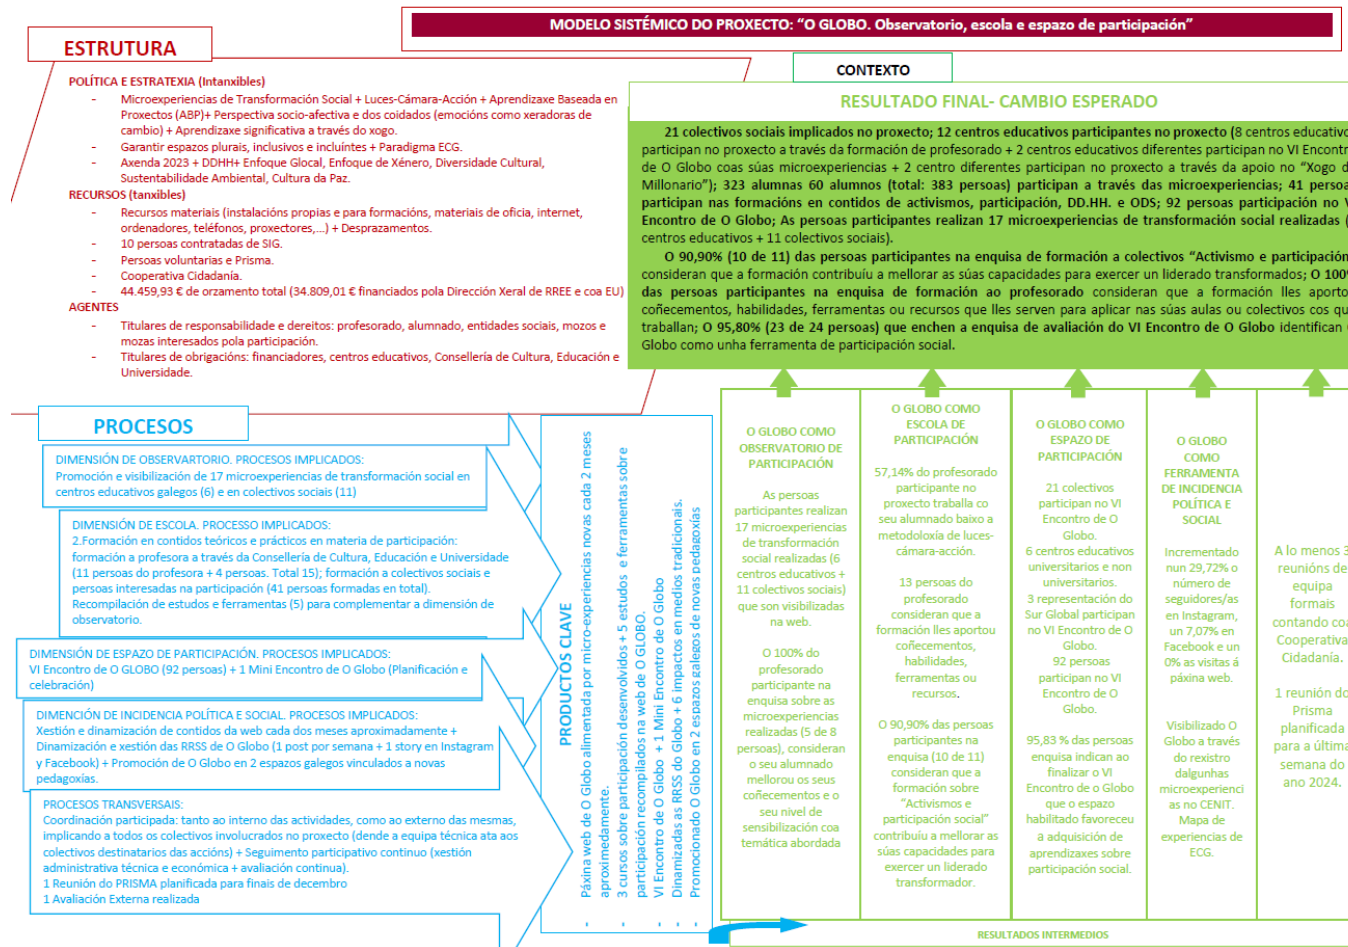 MODELO SISTÉMICO DO PROXECTO: “O GLOBO. Observatorio, escola e espazo de participación”
ESTRUTURA
POLÍTICA E ESTRATEXIA (Intanxibles)
- Microexperiencias de Transformación Social + Luces-Cámara-Acción + Aprendizaxe Baseada en
Proxectos (ABP)+ Perspectiva socio-afectiva e dos coidados (emocións como xeradoras de
cambio) + Aprendizaxe significativa a través do xogo.
- Garantir espazos plurais, inclusivos e incluíntes + Paradigma ECG.
- Axenda 2023 + DDHH+ Enfoque Glocal, Enfoque de Xénero, Diversidade Cultural,
Sustentabilidade Ambiental, Cultura da Paz.
RECURSOS (tanxibles)
- Recursos materiais (instalacións propias e para formacións, materiais de oficia, internet,
ordenadores, teléfonos, proxectores,...) + Desprazamentos.
- 10 persoas contratadas de SIG.
- Persoas voluntarias e Prisma.
- Cooperativa Cidadanía.
- 44.459,93 € de orzamento total (34.809,01 € financiados pola Dirección Xeral de RREE e coa EU)
AGENTES
- Titulares de responsabilidade e dereitos: profesorado, alumnado, entidades sociais, mozos e
mozas interesados pola participación.
- Titulares de obrigacións: financiadores, centros educativos, Consellería de Cultura, Educación e
Universidade.
CONTEXTO
RESULTADO FINAL- CAMBIO ESPERADO
21 colectivos sociais implicados no proxecto; 12 centros educativos participantes no proxecto (8 centros educativo
participan no proxecto a través da formación de profesorado + 2 centros educativos diferentes participan no VI Encontr
de O Globo coas súas microexperiencias + 2 centro diferentes participan no proxecto a través da apoio no “Xogo d
Millonario”); 323 alumnas 60 alumnos (total: 383 persoas) participan a través das microexperiencias; 41 persoa
participan nas formacións en contidos de activismos, participación, DD.HH. e ODS; 92 persoas participación no V
Encontro de O Globo; As persoas participantes realizan 17 microexperiencias de transformación social realizadas (
centros educativos + 11 colectivos sociais).
O 90,90% (10 de 11) das persoas participantes na enquisa de formación a colectivos “Activismo e participación
consideran que a formación contribuíu a mellorar as súas capacidades para exercer un liderado transformados; O 100%
das persoas participantes na enquisa de formación ao profesorado consideran que a formación lles aporto
coñecementos, habilidades, ferramentas ou recursos que lles serven para aplicar nas súas aulas ou colectivos cos qu
traballan; O 95,80% (23 de 24 persoas) que enchen a enquisa de avaliación do VI Encontro de O Globo identifican
Globo como unha ferramenta de participación social.
PROCESOS
DIMENSIÓN DE OBSERVARTORIO. PROCESOS IMPLICADOS:
Promoción e visibilización de 17 microexperiencias de transformación social en
centros educativos galegos (6) e en colectivos sociais (11)
DIMENSIÓN DE ESCOLA. PROCESSO IMPLICADOS:
2.Formación en contidos teóricos e prácticos en materia de participación:
formación a profesora a través da Consellería de Cultura, Educación e Universidade
(11 persoas do profesora + 4 persoas. Total 15); formación a colectivos sociais e
persoas interesadas na participación (41 persoas formadas en total).
Recompilación de estudos e ferramentas (5) para complementar a dimensión de
observatorio.
DIMENSIÓN DE ESPAZO DE PARTICIPACIÓN. PROCESOS IMPLICADOS:
VI Encontro de O GLOBO (92 persoas) + 1 Mini Encontro de O Globo (Planificación e
celebración)
DIMENCIÓN DE INCIDENCIA POLÍTICA E SOCIAL. PROCESOS IMPLICADOS:
Xestión e dinamización de contidos da web cada dos meses aproximadamente +
Dinamización e xestión das RRSS de O Globo (1 post por semana + 1 story en Instagram
y Facebook) + Promoción de O Globo en 2 espazos galegos vinculados a novas
pedagoxías.
PROCESOS TRANSVERSAIS:
Coordinación participada: tanto ao interno das actividades, como ao externo das mesmas,
implicando a todos os colectivos involucrados no proxecto (dende a equipa técnica ata aos
colectivos destinatarios das accións) + Seguimento participativo continuo (xestión
administrativa técnica e económica + avaliación continua).
1 Reunión do PRISMA planificada para finais de decembro
1 Avaliación Externa realizada
PRODUCTOS CLAVE
- Páxina web de O Globo alimentada por micro-experiencias novas cada 2 meses
aproximedamente.
- 3 cursos sobre participación desenvolvidos + 5 estudos e ferramentas sobre
participación recompilados na web de O GLOBO.
- VI Encontro de O Globo + 1 Mini Encontro de O Globo
- Dinamizadas as RRSS do Globo + 6 impactos en medios tradicionais.
- Promocionado O Globo en 2 espazos galegos de novas pedagoxías
O GLOBO COMO
OBSERVATORIO DE
PARTICIPACIÓN
As persoas
participantes realizan
17 microexperiencias
de transformación
social realizadas (6
centros educativos +
11 colectivos sociais)
que son visibilizadas
na web.
O 100% do
profesorado
participante na
enquisa sobre as
microexperiencias
realizadas (5 de 8
persoas), consideran
o seu alumnado
mellorou os seus
coñecementos e o
seu nivel de
sensibilización coa
temática abordada
O GLOBO COMO
ESCOLA DE
PARTICIPACIÓN
57,14% do profesorado
participante no
proxecto traballa co
seu alumnado baixo a
metodoloxía de luces-
cámara-acción.
13 persoas do
profesorado
consideran que a
formación lles aportou
coñecementos,
habilidades,
ferramentas ou
recursos.
O 90,90% das persoas
participantes na
enquisa (10 de 11)
consideran que a
formación sobre
“Activismos e
participación social”
contribuíu a mellorar as
súas capacidades para
exercer un liderado
transformador.
O GLOBO COMO
ESPAZO DE
PARTICIPACIÓN
21 colectivos
participan no VI
Encontro de O
Globo.
6 centros educativos
universitarios e non
universitarios.
3 representación do
Sur Global participan
no VI Encontro de O
Globo.
92 persoas
participan no VI
Encontro de O
Globo.
95,83 % das persoas
enquisa indican ao
finalizar o VI
Encontro de o Globo
que o espazo
habilitado favoreceu
a adquisición de
aprendizaxes sobre
participación social.
O GLOBO
COMO
FERRAMENTA
DE INCIDENCIA
POLÍTICA E
SOCIAL
Incrementado
nun 29,72% o
número de
seguidores/as
en Instagram,
un 7,07% en
Facebook e un
0% as visitas á
páxina web.
Visibilizado O
Globo a través
do rexistro
dalgunhas
microexperienci
as no CENIT.
Mapa de
experiencias de
ECG.
A lo menos 3
reunións de
equipa
formais
contando coa
Cooperativa
Cidadanía.
1 reunión do
Prisma
planificada
para a última
semana do
ano 2024.
RESULTADOS INTERMEDIOS